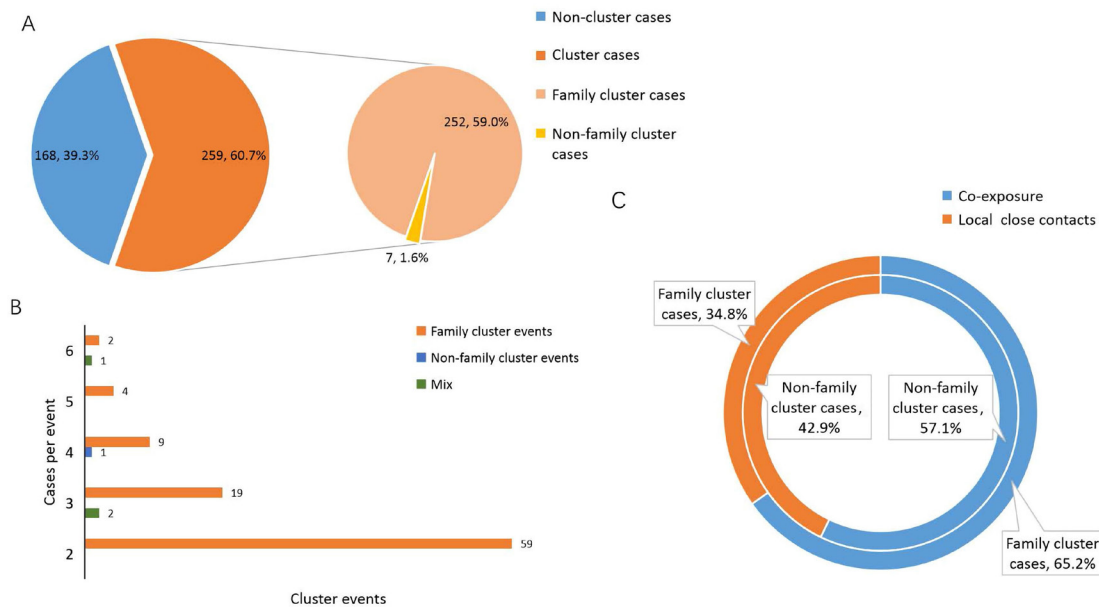 A
Non-cluster cases
Cluster cases
Family cluster cases
Non-family cluster
cases
168, 39.3%
259, 60.7%
252, 59.0%
7, 1.6%
B
Cases per event
6
5
4
3
2
2
1
4
9
1
19
2
59
Cluster events
Family cluster events
Non-family cluster events
Mix
C
Co-exposure
Local close contacts
Family cluster
cases, 34.8%
Non-family
cluster cases,
42.9%
Non-family
cluster cases,
57.1%
Family cluster
cases, 65.2%